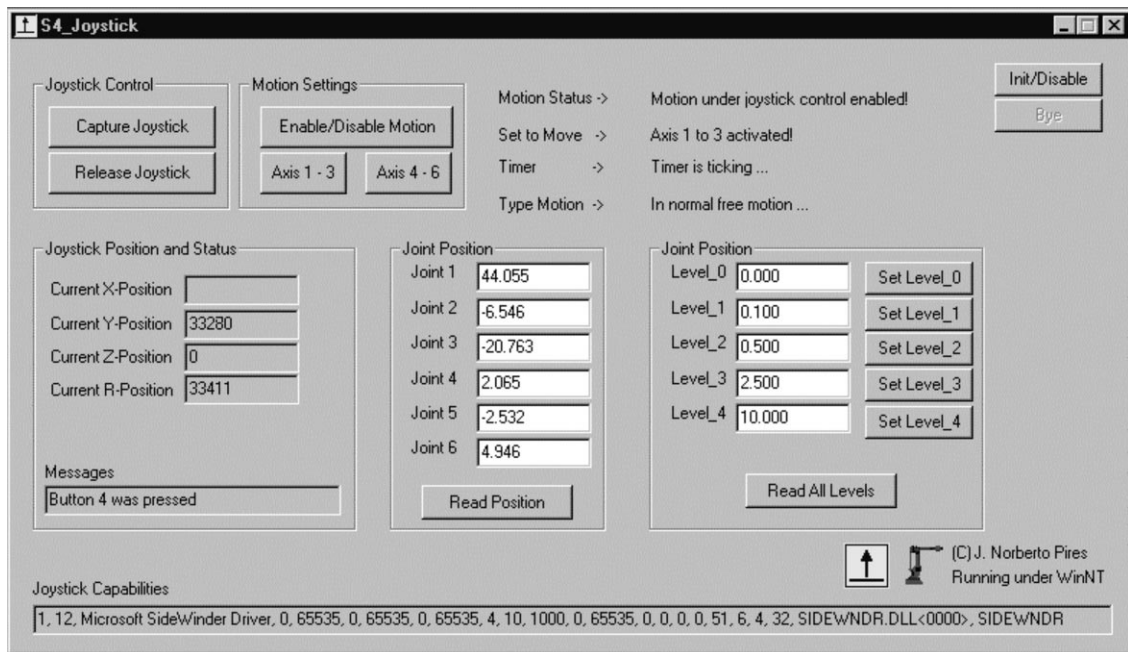 S4_Joystick
Joystick Control
Capture Joystick
Release Joystick
Motion Settings
Enable/Disable Motion
Axis 1 - 3 Axis 4 - 6
Motion Status -> Motion under joystick control enabled!
Set to Move -> Axis 1 to 3 activated!
Timer -> Timer is ticking ...
Type Motion -> In normal free motion ...
Init/Disable
Bye
Joystick Position and Status
Current X-Position
Current Y-Position 33280
Current Z-Position 0
Current R-Position 33411
Messages
Button 4 was pressed
Joint Position
Joint 1 44.055
Joint 2 -6.546
Joint 3 -20.763
Joint 4 2.065
Joint 5 -2.532
Joint 6 4.946
Read Position
Joint Position
Level_0 0.000 Set Level_0
Level_1 0.100 Set Level_1
Level_2 0.500 Set Level_2
Level_3 2.500 Set Level_3
Level_4 10.000 Set Level_4
Read All Levels
(C) J. Norberto Pires
Running under WinNT
Joystick Capabilities
1, 12, Microsoft SideWinder Driver, 0, 65535, 0, 65535, 0, 65535, 4, 10, 1000, 0, 65535, 0, 0, 0, 0, 51, 6, 4, 32, SIDEWNDR.DLL<0000>, SIDEWNDR